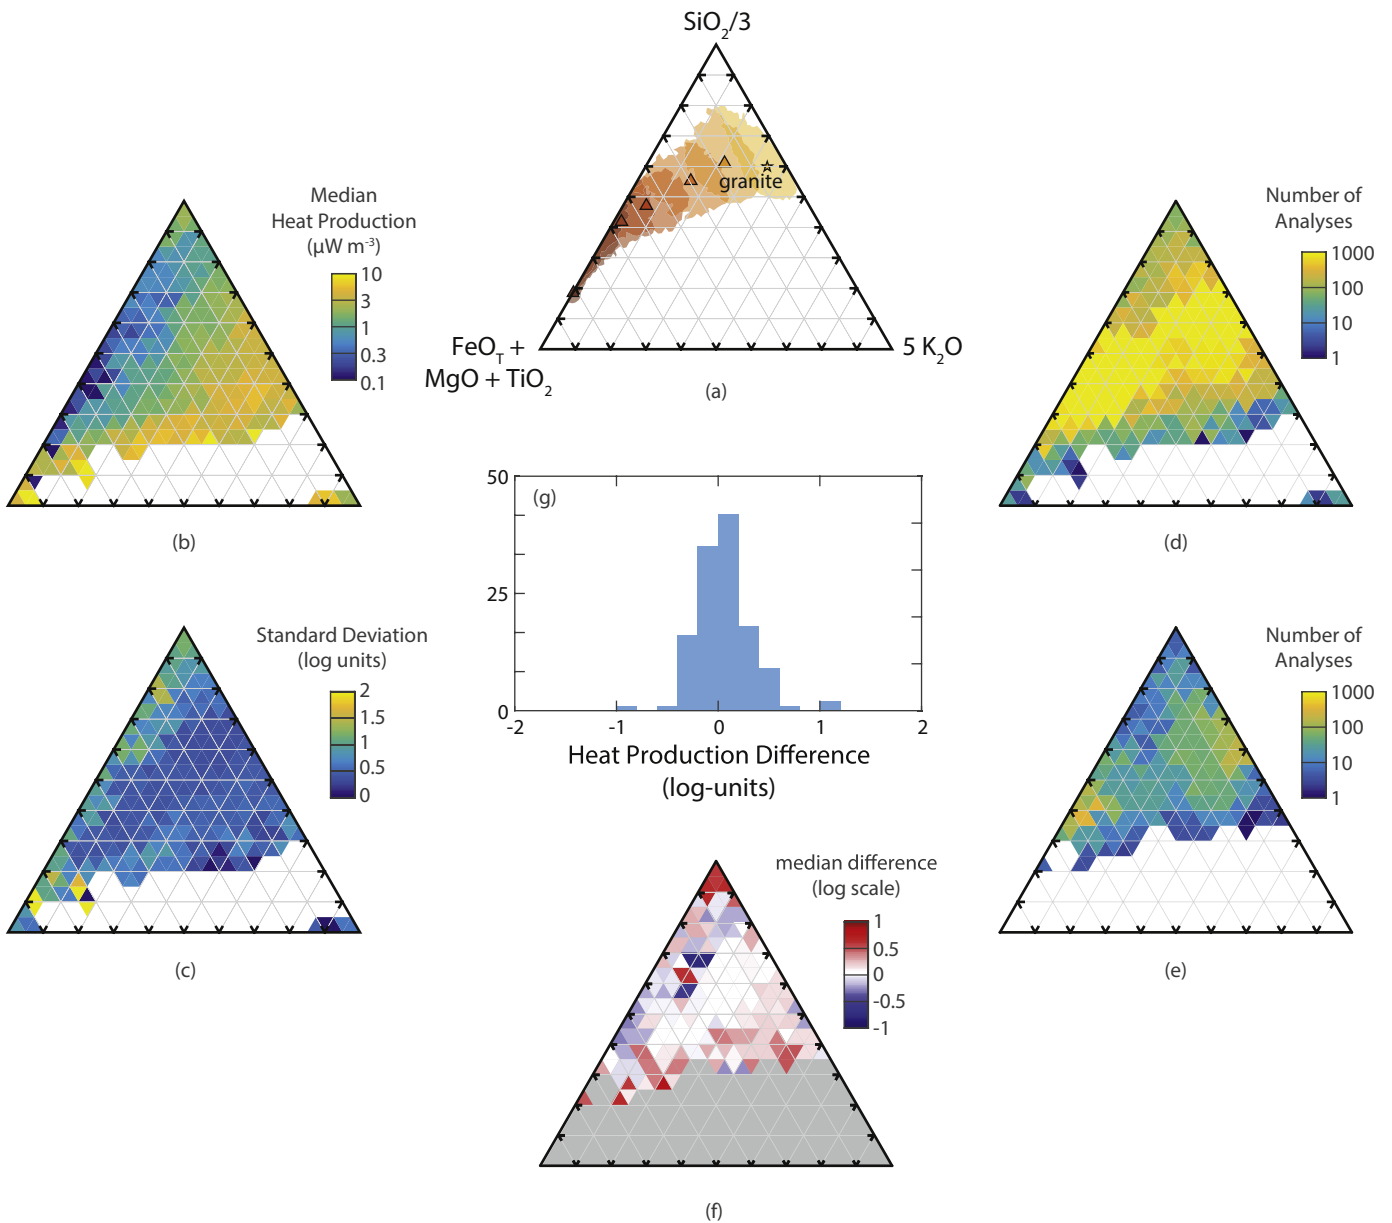 SiO2/3
granite
FeOT +
MgO + TiO2
5 K2O
(a)
Median
Heat Production
(μW m-3)
10
3
1
0.3
0.1
(b)
Number of
Analyses
1000
100
10
1
(d)
(g)
50
25
0
-2
-1
0
1
2
Heat Production Difference
(log-units)
Standard Deviation
(log units)
2
1.5
1
0.5
0
(c)
Number of
Analyses
1000
100
10
1
(e)
median difference
(log scale)
1
0.5
0
-0.5
-1
(f)